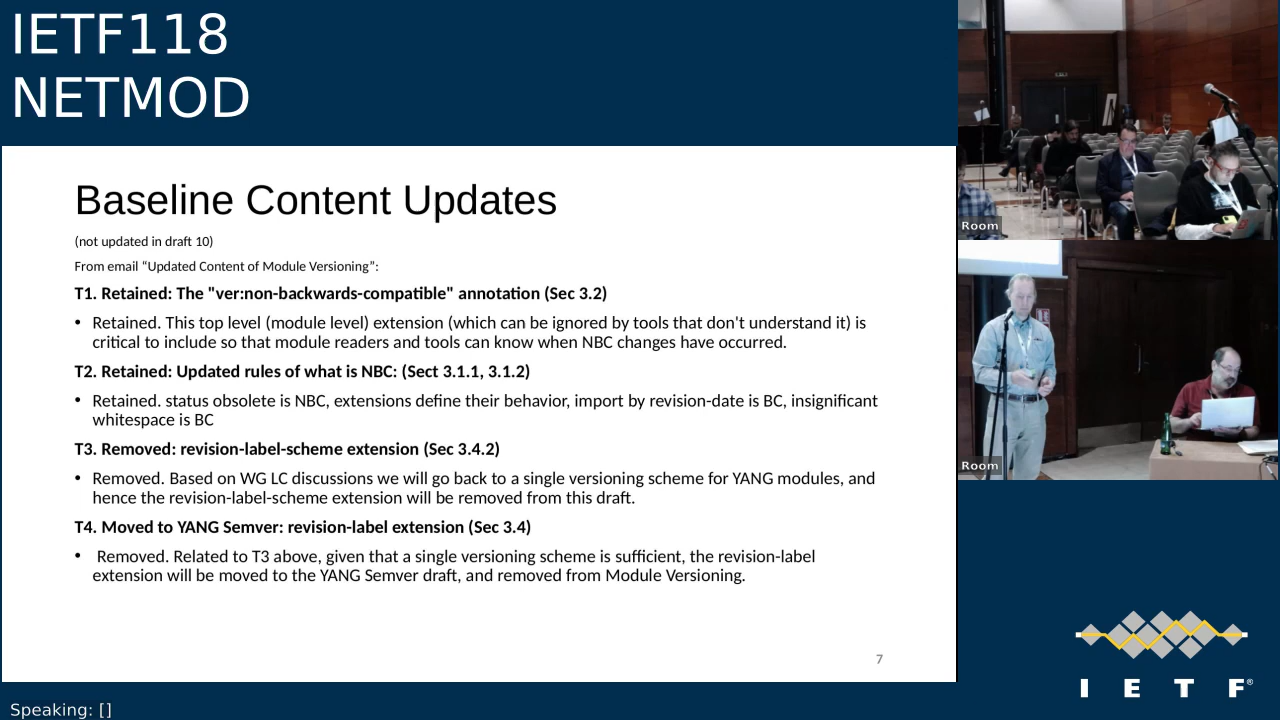 IETF118
NETMOD
Baseline Content Updates
(not updated in draft 10)
From email “Updated Content of Module Versioning”:
T1. Retained: The "ver:non-backwards-compatible" annotation (Sec 3.2)
• Retained. This top level (module level) extension (which can be ignored by tools that don't understand it) is
critical to include so that module readers and tools can know when NBC changes have occurred.
T2. Retained: Updated rules of what is NBC: (Sect 3.1.1, 3.1.2)
• Retained. status obsolete is NBC, extensions define their behavior, import by revision-date is BC, insignificant
whitespace is BC
T3. Removed: revision-label-scheme extension (Sec 3.4.2)
• Removed. Based on WG LC discussions we will go back to a single versioning scheme for YANG modules, and
hence the revision-label-scheme extension will be removed from this draft.
T4. Moved to YANG Semver: revision-label extension (Sec 3.4)
• Removed. Related to T3 above, given that a single versioning scheme is sufficient, the revision-label
extension will be moved to the YANG Semver draft, and removed from Module Versioning.
7
Room
Room
I E T F®
Speaking: []